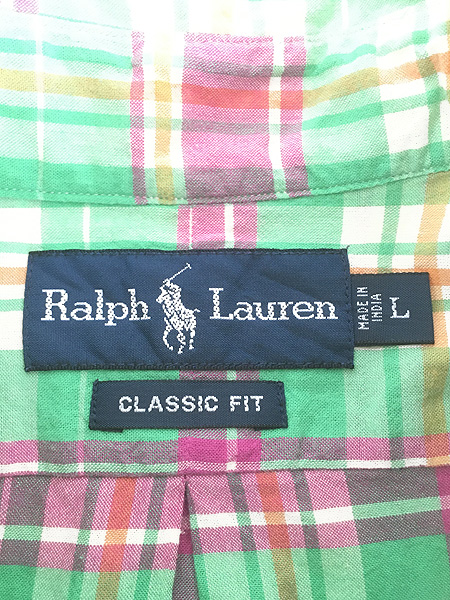 Ralph Lauren
MADE IN
INDIA
L
CLASSIC FIT